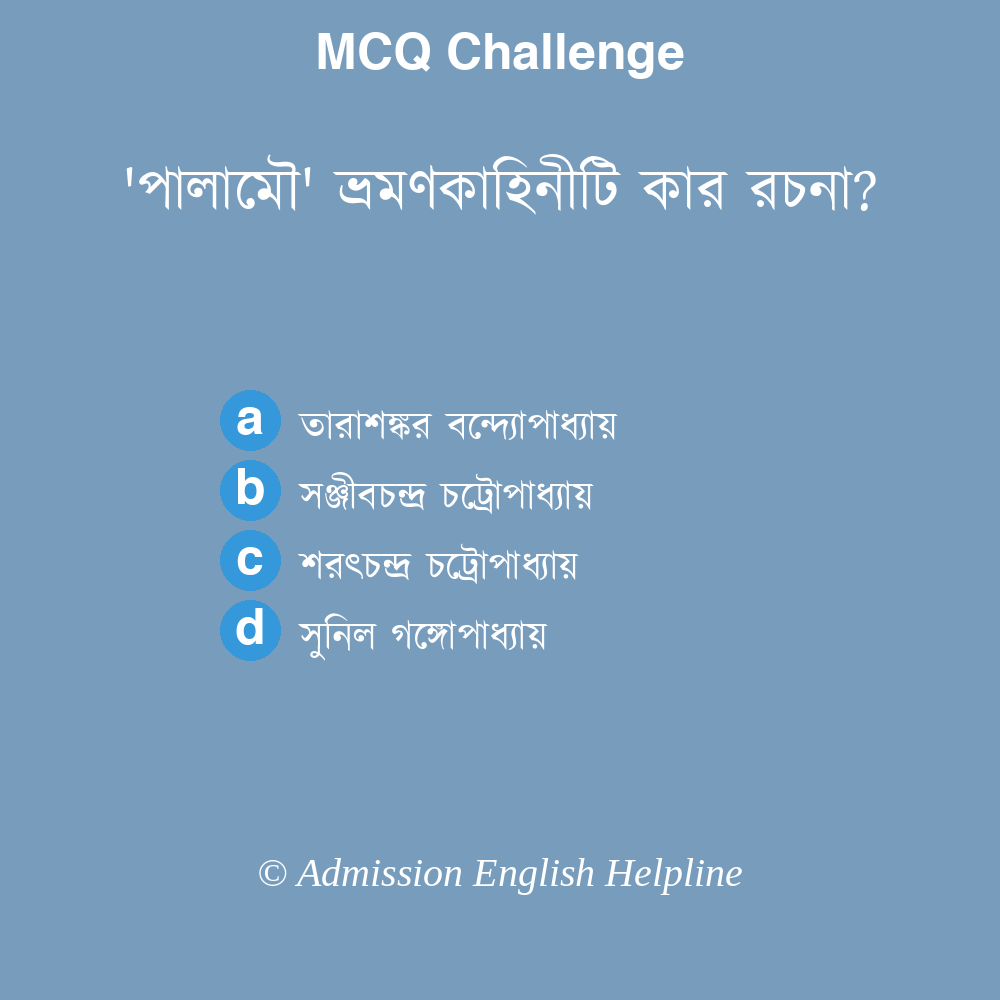 MCQ Challenge
'পালামৌ' ভ্রমণকাহিনীটি কার রচনা?
a তারাশঙ্কর বন্দ্যোপাধ্যায়
b সঞ্জীবচন্দ্র চট্রোপাধ্যায়
c শরৎচন্দ্র চট্রোপাধ্যায়
d সুনিল গঙ্গোপাধ্যায়
© Admission English Helpline